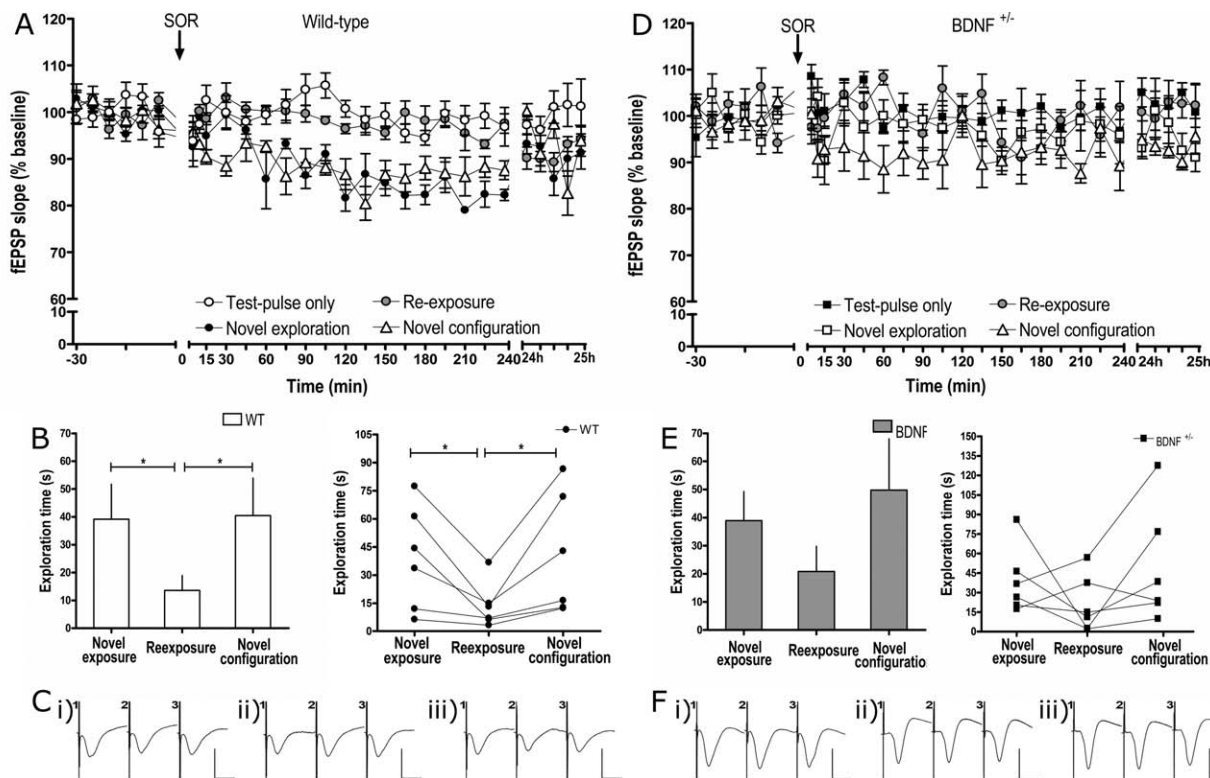 A
SOR
Wild-type
120
110
100
90
80
70
60
10
0
fEPSP slope (% baseline)
Test-pulse only
Re-exposure
Novel exploration
Novel configuration
-30 0 15 30 60 90 120 150 180 210 240 24h 25h
Time (min)
D
SOR
BDNF +/-
120
110
100
90
80
70
60
10
0
fEPSP slope (% baseline)
Test-pulse only
Re-exposure
Novel exploration
Novel configuration
-30 0 15 30 60 90 120 150 180 210 240 24h 25h
Time (min)
B
WT
70
60
50
40
30
20
10
0
Exploration time (s)
* *
Novel exposure
Reexposure
Novel configuration
WT
105
90
75
60
45
30
15
0
Exploration time (s)
* *
Novel exposure
Reexposure
Novel configuration
E
BDNF
70
60
50
40
30
20
10
0
Exploration time (s)
Novel exposure
Reexposure
Novel configuration
BDNF +/-
150
135
120
105
90
75
60
45
30
15
0
Exploration time (s)
Novel exposure
Reexposure
Novel configuration
C
i) 1 2 3
ii) 1 2 3
iii) 1 2 3
F
i) 1 2 3
ii) 1 2 3
iii) 1 2 3